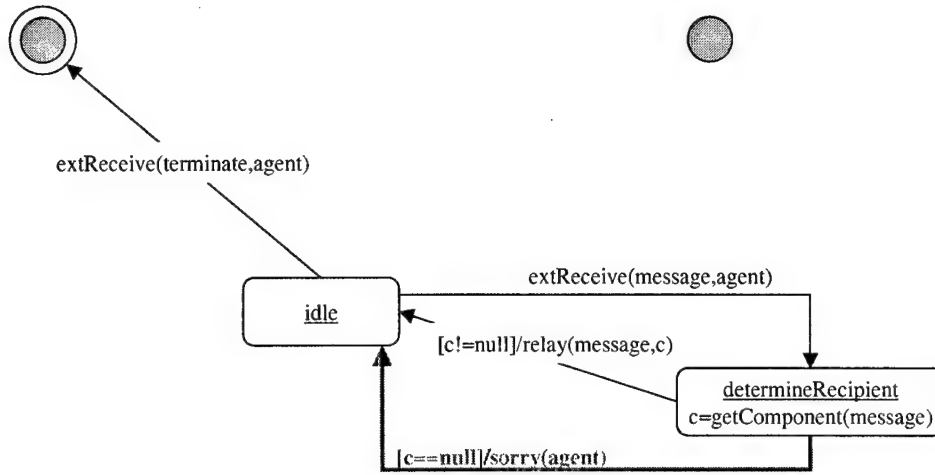 extReceive(terminate,agent)
extReceive(message,agent)
idle
[c!=null]/relay(message,c)
determineRecipient
c=getComponent(message)
[c==null]/sorry(agent)